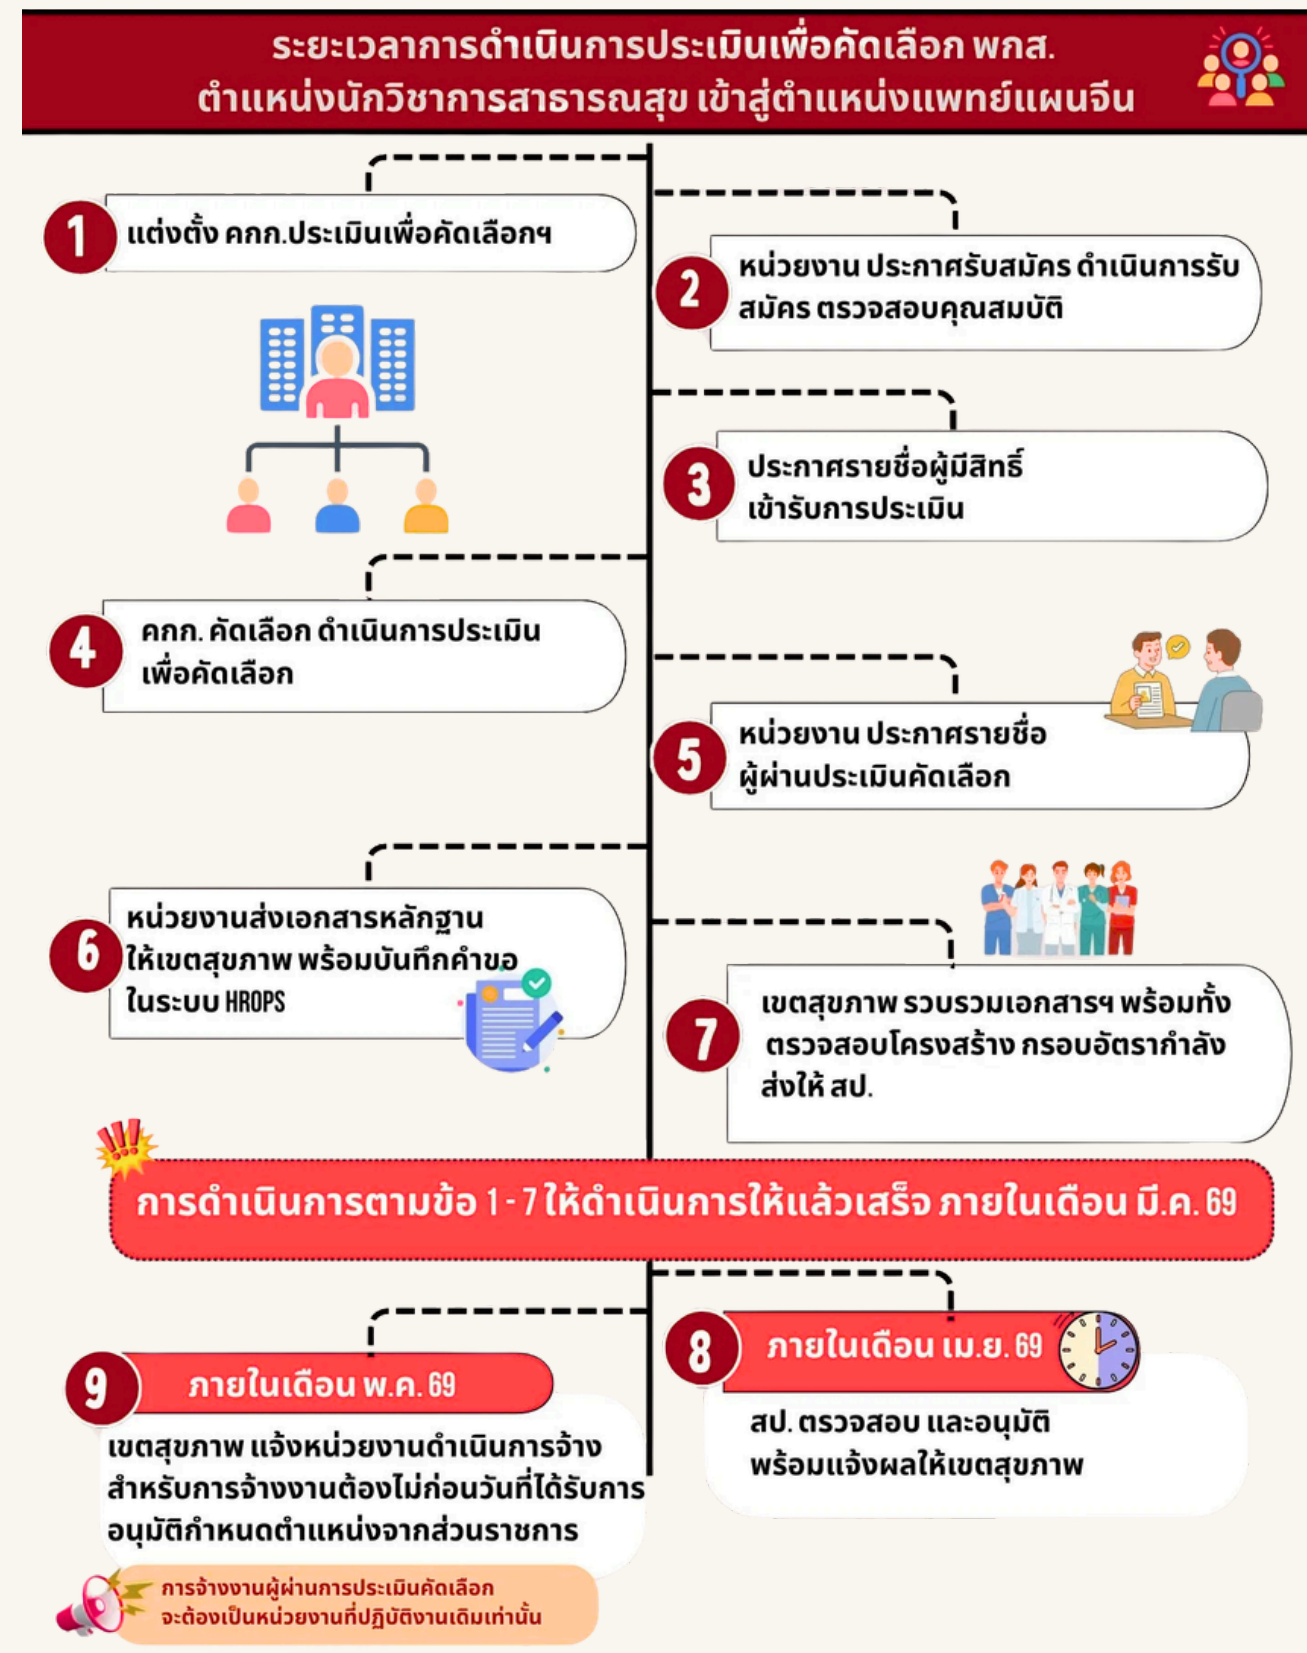 ระยะเวลาการดำเนินการประเมินเพื่อคัดเลือก พกส.
ตำแหน่งนักวิชาการสาธารณสุข เข้าสู่ตำแหน่งแพทย์แผนจีน
1
แต่งตั้ง คกก.ประเมินเพื่อคัดเลือกฯ
2
หน่วยงาน ประกาศรับสมัคร ดำเนินการรับ
สมัคร ตรวจสอบคุณสมบัติ
3
ประกาศรายชื่อผู้มีสิทธิ์
เข้ารับการประเมิน
4
คกก. คัดเลือก ดำเนินการประเมิน
เพื่อคัดเลือก
5
หน่วยงาน ประกาศรายชื่อ
ผู้ผ่านประเมินคัดเลือก
6
หน่วยงานส่งเอกสารหลักฐาน
ให้เขตสุขภาพ พร้อมบันทึกคำขอ
ในระบบ HROPS
7
เขตสุขภาพ รวบรวมเอกสารฯ พร้อมทั้ง
ตรวจสอบโครงสร้าง กรอบอัตรากำลัง
ส่งให้ สป.
การดำเนินการตามข้อ 1 - 7 ให้ดำเนินการให้แล้วเสร็จ ภายในเดือน มี.ค. 69
8
ภายในเดือน เม.ย. 69
สป. ตรวจสอบ และอนุมัติ
พร้อมแจ้งผลให้เขตสุขภาพ
9
ภายในเดือน พ.ค. 69
เขตสุขภาพ แจ้งหน่วยงานดำเนินการจ้าง
สำหรับการจ้างงานต้องไม่ก่อนวันที่ได้รับการ
อนุมัติกำหนดตำแหน่งจากส่วนราชการ
การจ้างงานผู้ผ่านการประเมินคัดเลือก
จะต้องเป็นหน่วยงานที่ปฏิบัติงานเดิมเท่านั้น